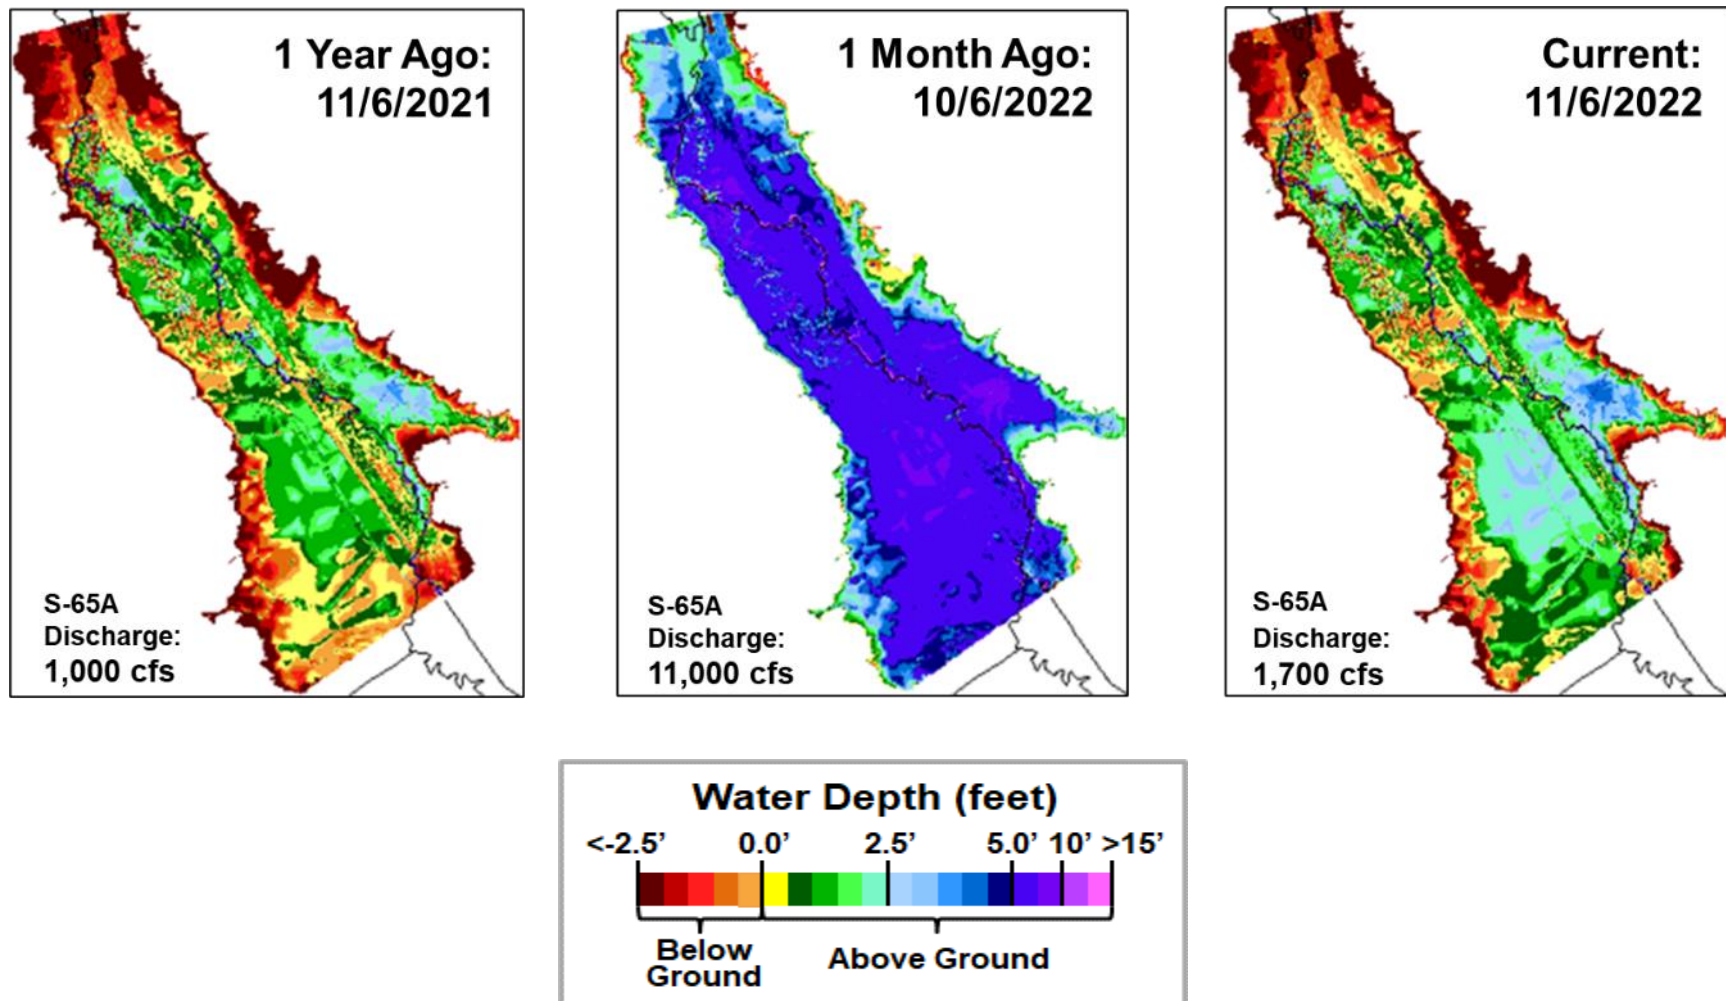 1 Year Ago:
11/6/2021
S-65A
Discharge:
1,000 cfs
1 Month Ago:
10/6/2022
S-65A
Discharge:
11,000 cfs
Current:
11/6/2022
S-65A
Discharge:
1,700 cfs
Water Depth (feet)
<-2.5’ 0.0’ 2.5’ 5.0’ 10’ >15’
Below
Ground
Above Ground